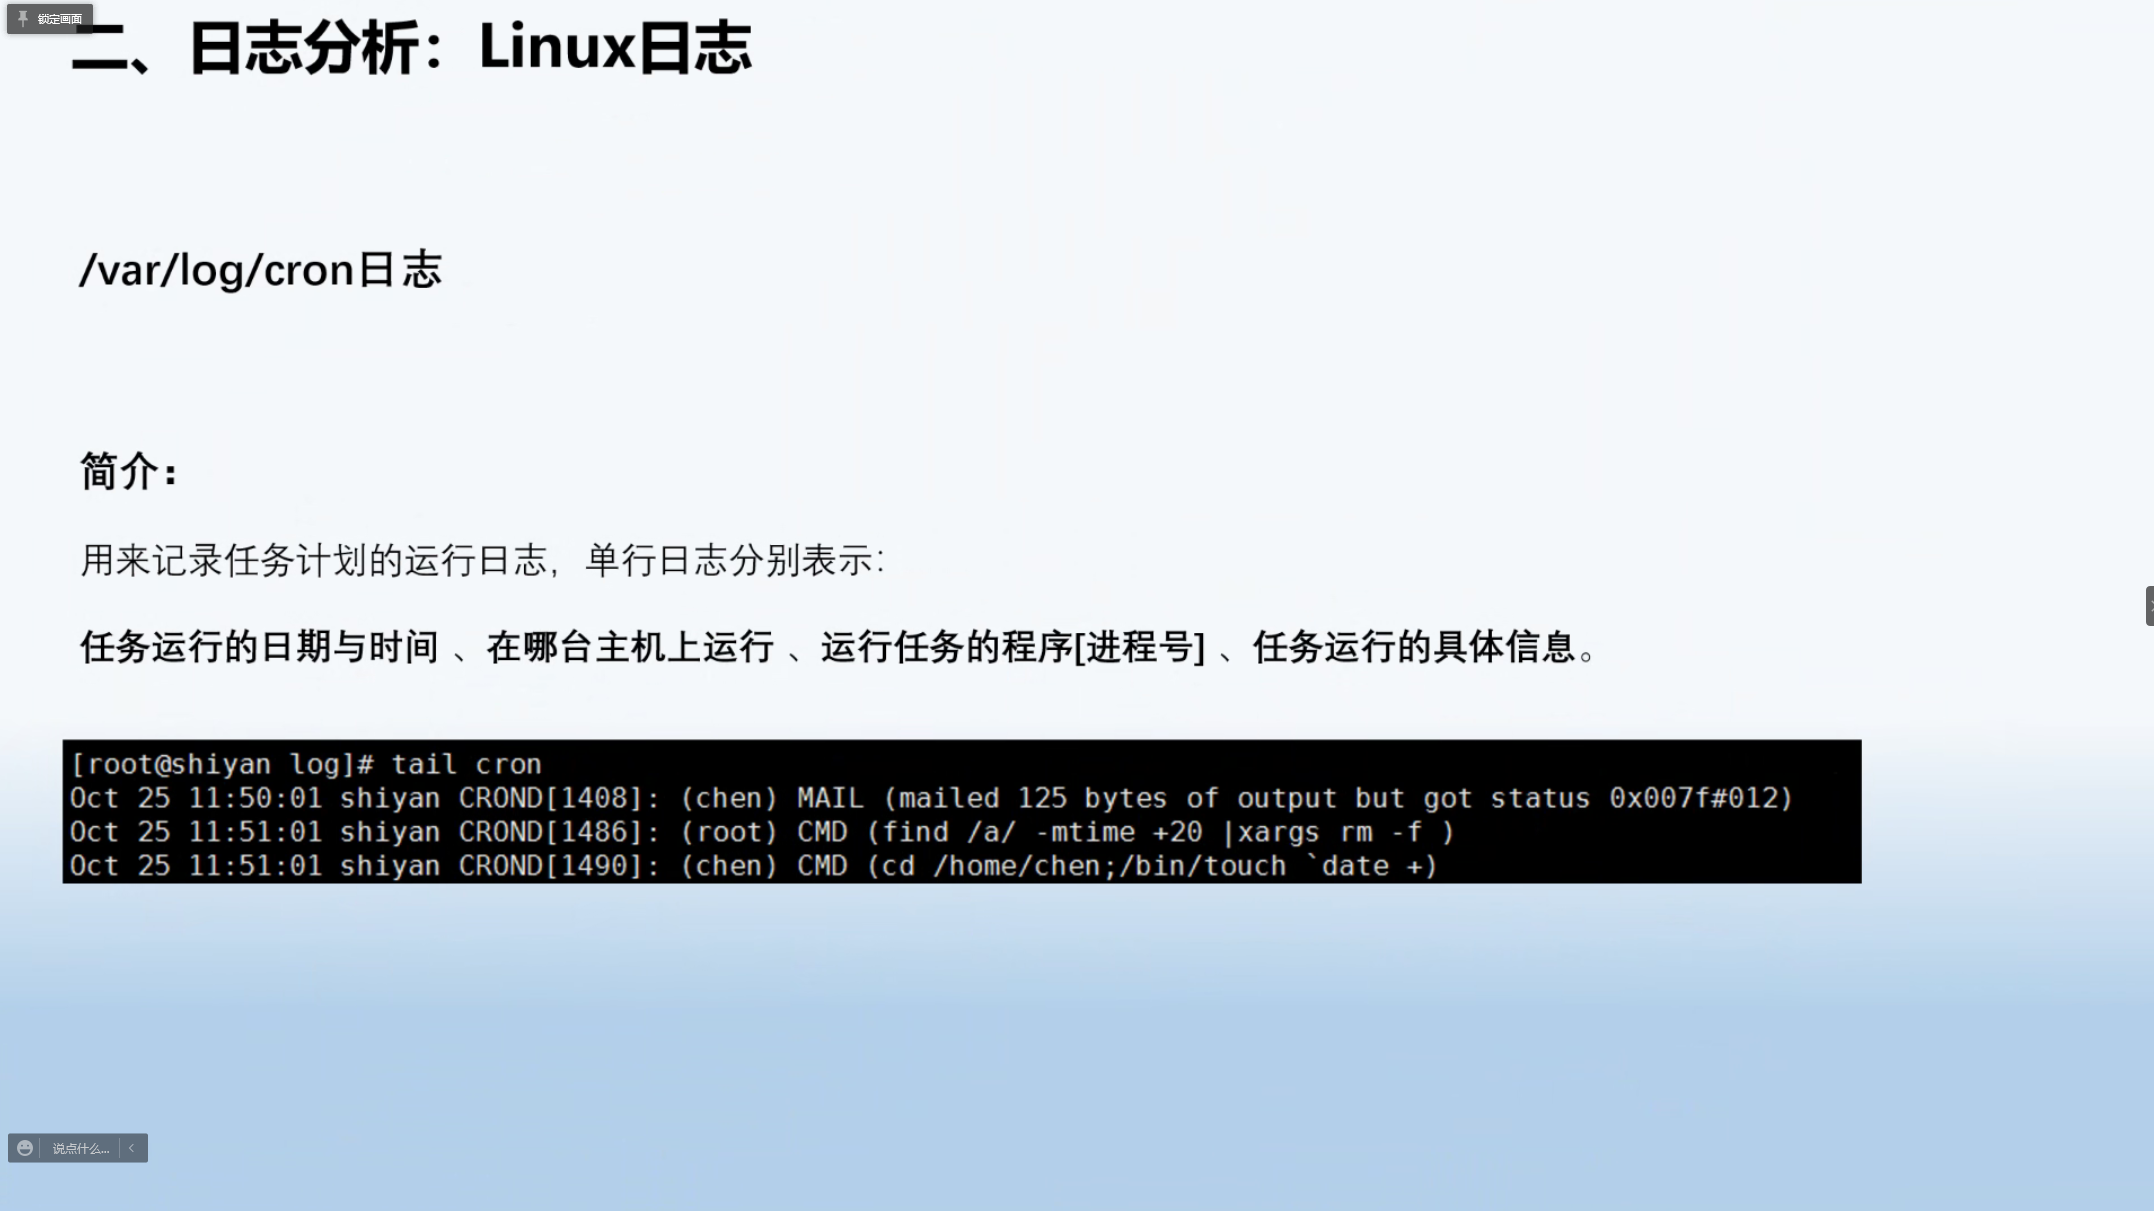 锁定画面
二、日志分析：Linux日志
/var/log/cron日志
简介：
用来记录任务计划的运行日志，单行日志分别表示：
任务运行的日期与时间 、在哪台主机上运行 、运行任务的程序[进程号] 、任务运行的具体信息。
[root@shiyan log]# tail cron
Oct 25 11:50:01 shiyan CROND[1408]: (chen) MAIL (mailed 125 bytes of output but got status 0x007f#012)
Oct 25 11:51:01 shiyan CROND[1486]: (root) CMD (find /a/ -mtime +20 |xargs rm -f )
Oct 25 11:51:01 shiyan CROND[1490]: (chen) CMD (cd /home/chen;/bin/touch `date +)
说点什么...